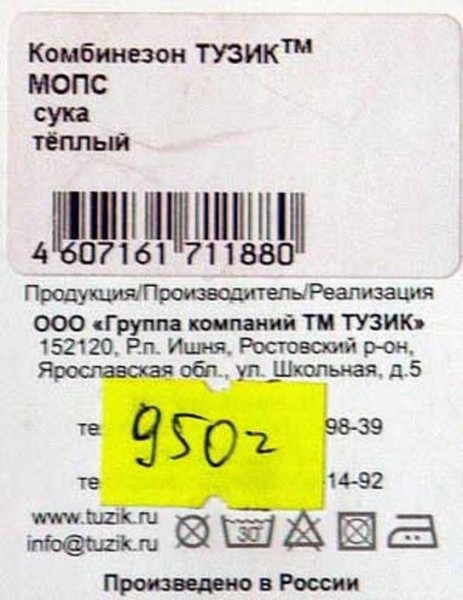 Комбинезон ТУЗИК™
МОПС
сука
тёплый
4 607161 711880
Продукция/Производитель/Реализация
ООО «Группа компаний ТМ ТУЗИК»
152120, Р.п. Ишня, Ростовский р-он,
Ярославская обл., ул. Школьная, д.5
98-39
950
14-92
www.tuzik.ru
30°
info@tuzik.ru
Произведено в России